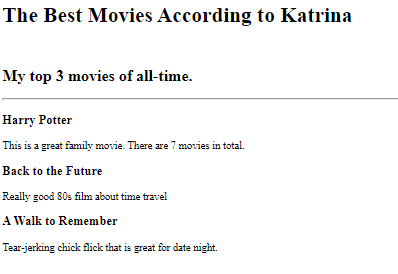 The Best Movies According to Katrina
My top 3 movies of all-time.
Harry Potter
This is a great family movie. There are 7 movies in total.
Back to the Future
Really good 80s film about time travel
A Walk to Remember
Tear-jerking chick flick that is great for date night.